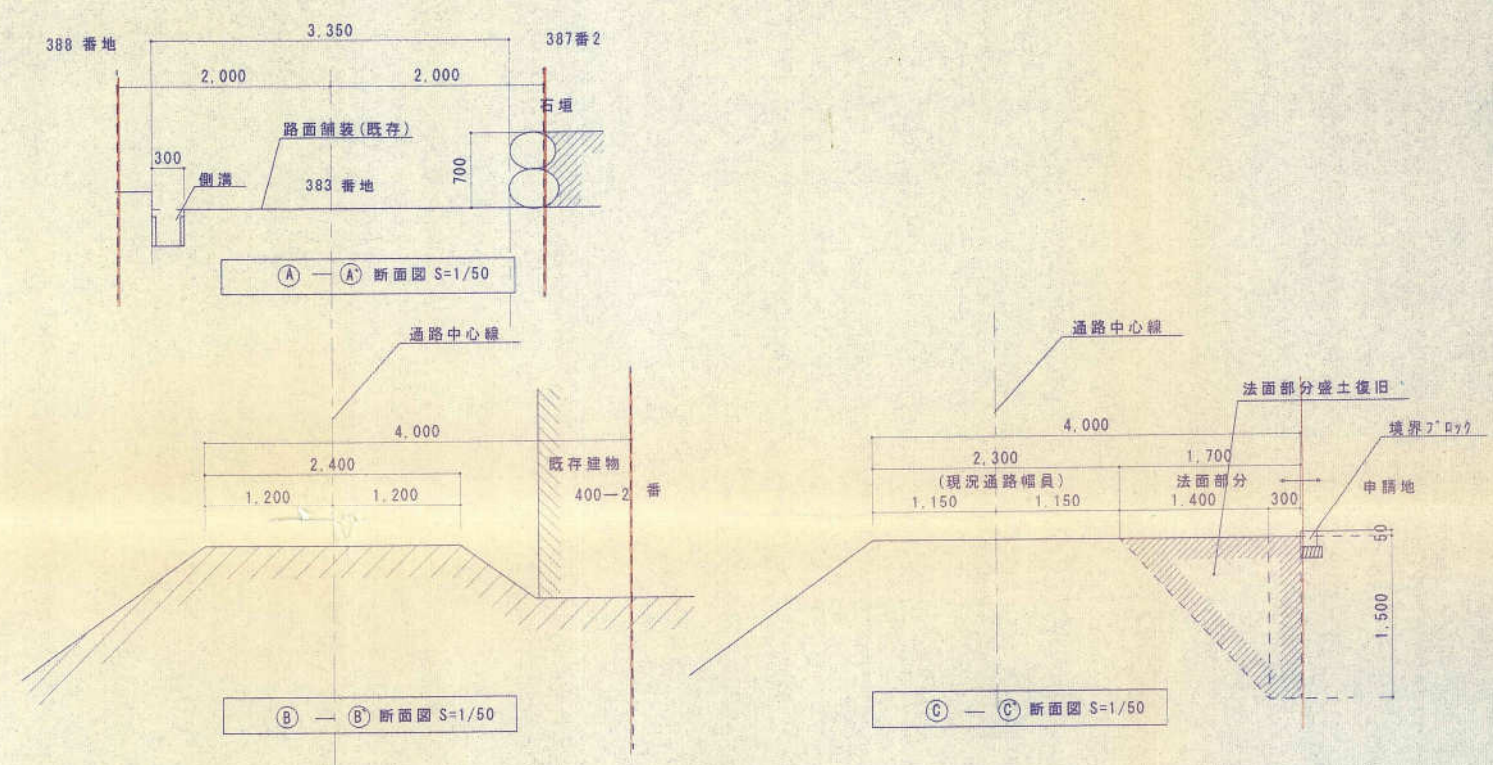 3,350
388 番地
387番2
2,000
2,000
石垣
路面舗装(既存)
300
側溝
383 番地
700
Ⓐ — Ⓐ' 断面図 S=1/50
通路中心線
4,000
2,400
既存建物
1,200
1,200
400—2 番
Ⓑ — Ⓑ' 断面図 S=1/50
通路中心線
法面部分盛土復旧
4,000
境界ブロック
2,300
1,700
(現況通路幅員)
法面部分
申請地
1,150
1,150
1,400
300
50
1,500
Ⓒ — Ⓒ' 断面図 S=1/50